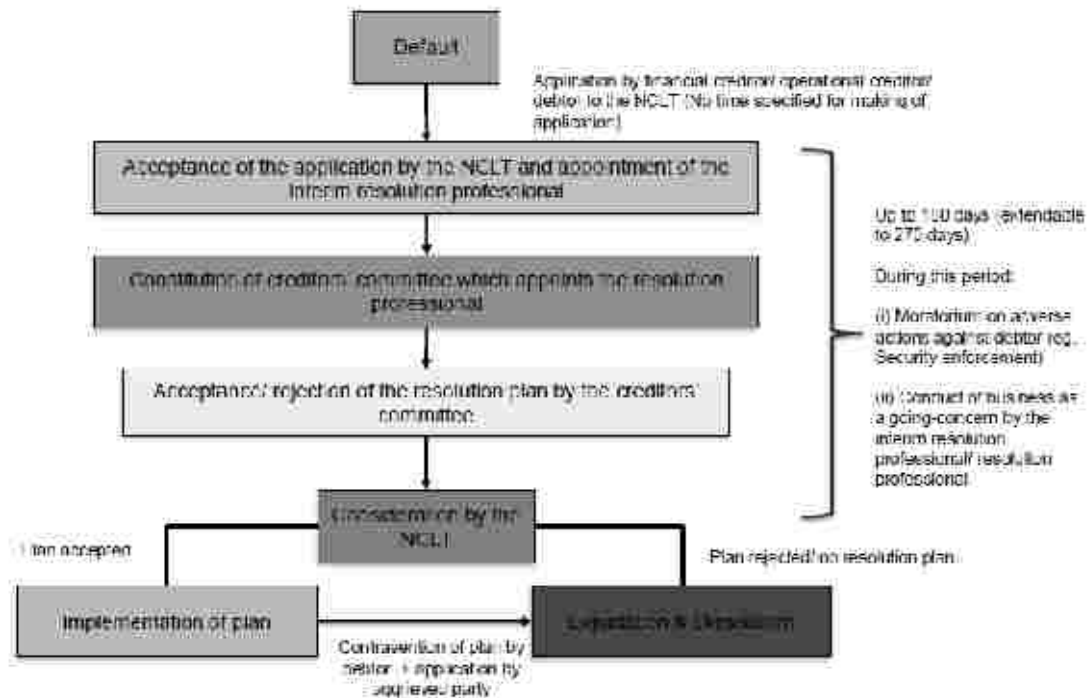 Default
Application by financial creditor/ operational creditor/
debtor to the NCLT (No time specified for making of
application)
Acceptance of the application by the NCLT and appointment of the
interim resolution professional
Up to 180 days (extendable
to 270 days)
During this period:
Constitution of creditors' committee which appoints the resolution
professional
(i) Moratorium on adverse
actions against debtor (eg.
Security enforcement)
Acceptance/ rejection of the resolution plan by the creditors'
committee
(ii) Conduct of business as
a going-concern by the
interim resolution
professional/ resolution
professional
Consideration by the
NCLT
Plan accepted
Plan rejected/ no resolution plan
Implementation of plan
Liquidation & Dissolution
Contravention of plan by
debtor + application by
aggrieved party